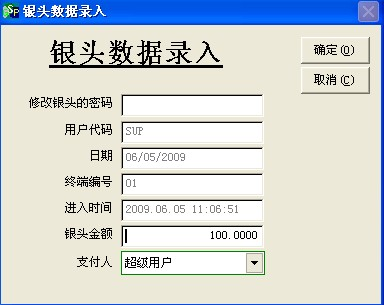 SP 银头数据录入
银头数据录入
确定(O)
取消(C)
修改银头的密码
用户代码 SUP
日期 06/05/2009
终端编号 01
进入时间 2009.06.05 11:06:51
银头金额 100.0000
支付人 超级用户